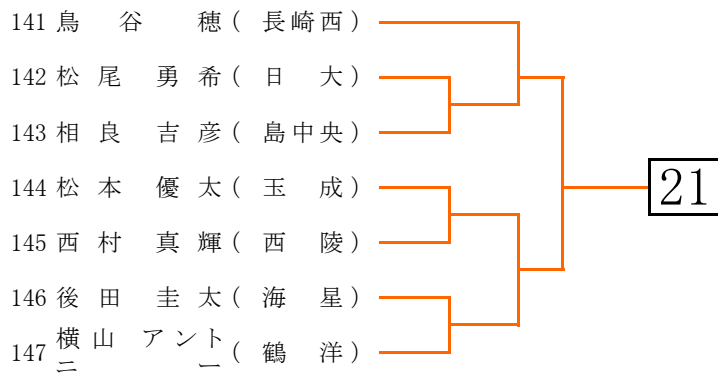 141 鳥 谷 穂 ( 長崎西 )
142 松 尾 勇 希 ( 日 大 )
143 相 良 吉 彦 ( 島中央 )
21
144 松 本 優 太 ( 玉 成 )
145 西 村 真 輝 ( 西 陵 )
146 後 田 圭 太 ( 海 星 )
147 横 山 アント ニ ー ( 鶴 洋 )